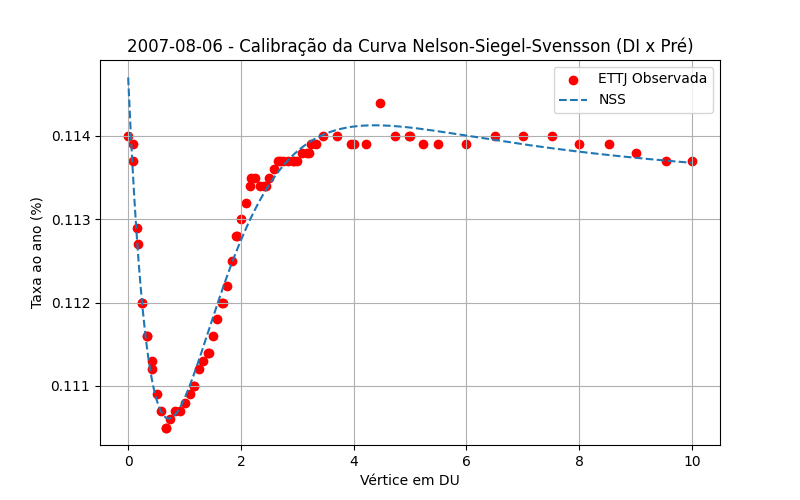 2007-08-06 - Calibração da Curva Nelson-Siegel-Svensson (DI x Pré)
ETTJ Observada
NSS
0.114
0.113
0.112
0.111
Taxa ao ano (%)
0 2 4 6 8 10
Vértice em DU